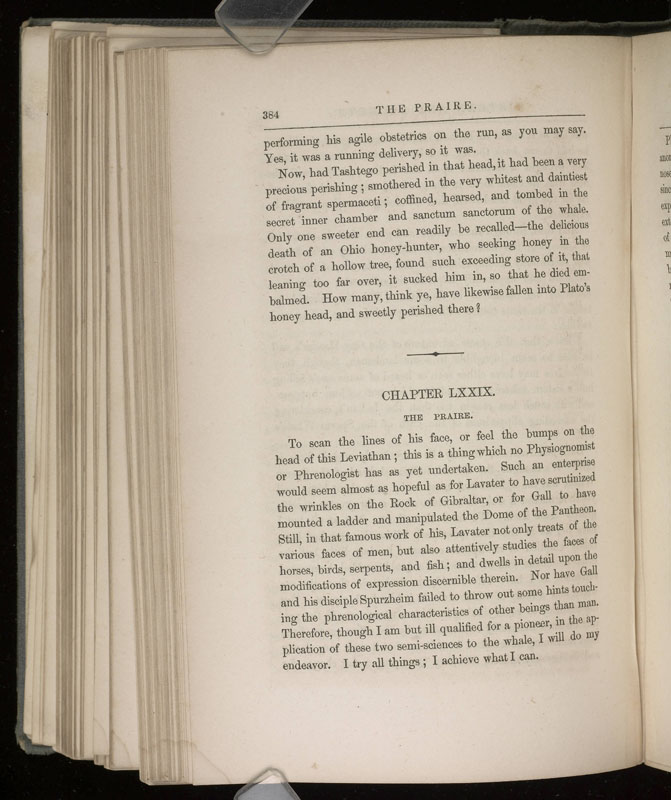 384
THE PRAIRE.
performing his agile obstetrics on the run, as you may say.
Yes, it was a running delivery, so it was.
Now, had Tashtego perished in that head, it had been a very
precious perishing; smothered in the very whitest and daintiest
of fragrant spermaceti; coffined, hearsed, and tombed in the
secret inner chamber and sanctum sanctorum of the whale.
Only one sweeter end can readily be recalled—the delicious
death of an Ohio honey-hunter, who seeking honey in the
crotch of a hollow tree, found such exceeding store of it, that
leaning too far over, it sucked him in, so that he died em-
balmed. How many, think ye, have likewise fallen into Plato's
honey head, and sweetly perished there?
CHAPTER LXXIX.
THE PRAIRE.
To scan the lines of his face, or feel the bumps on the
head of this Leviathan; this is a thing which no Physiognomist
or Phrenologist has as yet undertaken. Such an enterprise
would seem almost as hopeful as for Lavater to have scrutinized
the wrinkles on the Rock of Gibraltar, or for Gall to have
mounted a ladder and manipulated the Dome of the Pantheon.
Still, in that famous work of his, Lavater not only treats of the
various faces of men, but also attentively studies the faces of
horses, birds, serpents, and fish; and dwells in detail upon the
modifications of expression discernible therein. Nor have Gall
and his disciple Spurzheim failed to throw out some hints touch-
ing the phrenological characteristics of other beings than man.
Therefore, though I am but ill qualified for a pioneer, in the ap-
plication of these two semi-sciences to the whale, I will do my
endeavor. I try all things; I achieve what I can.